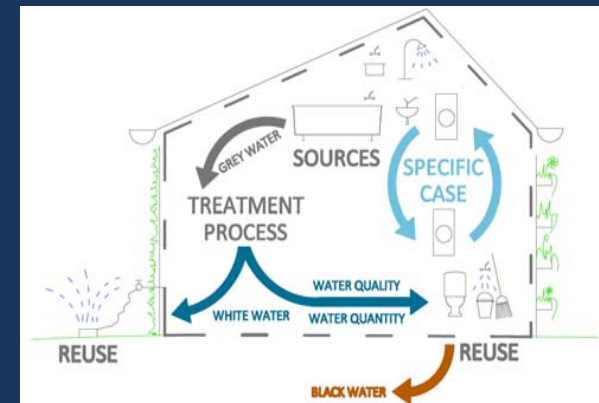 GREY WATER
SOURCES
SPECIFIC
CASE
TREATMENT
PROCESS
WATER QUALITY
WHITE WATER
WATER QUANTITY
REUSE
REUSE
BLACK WATER